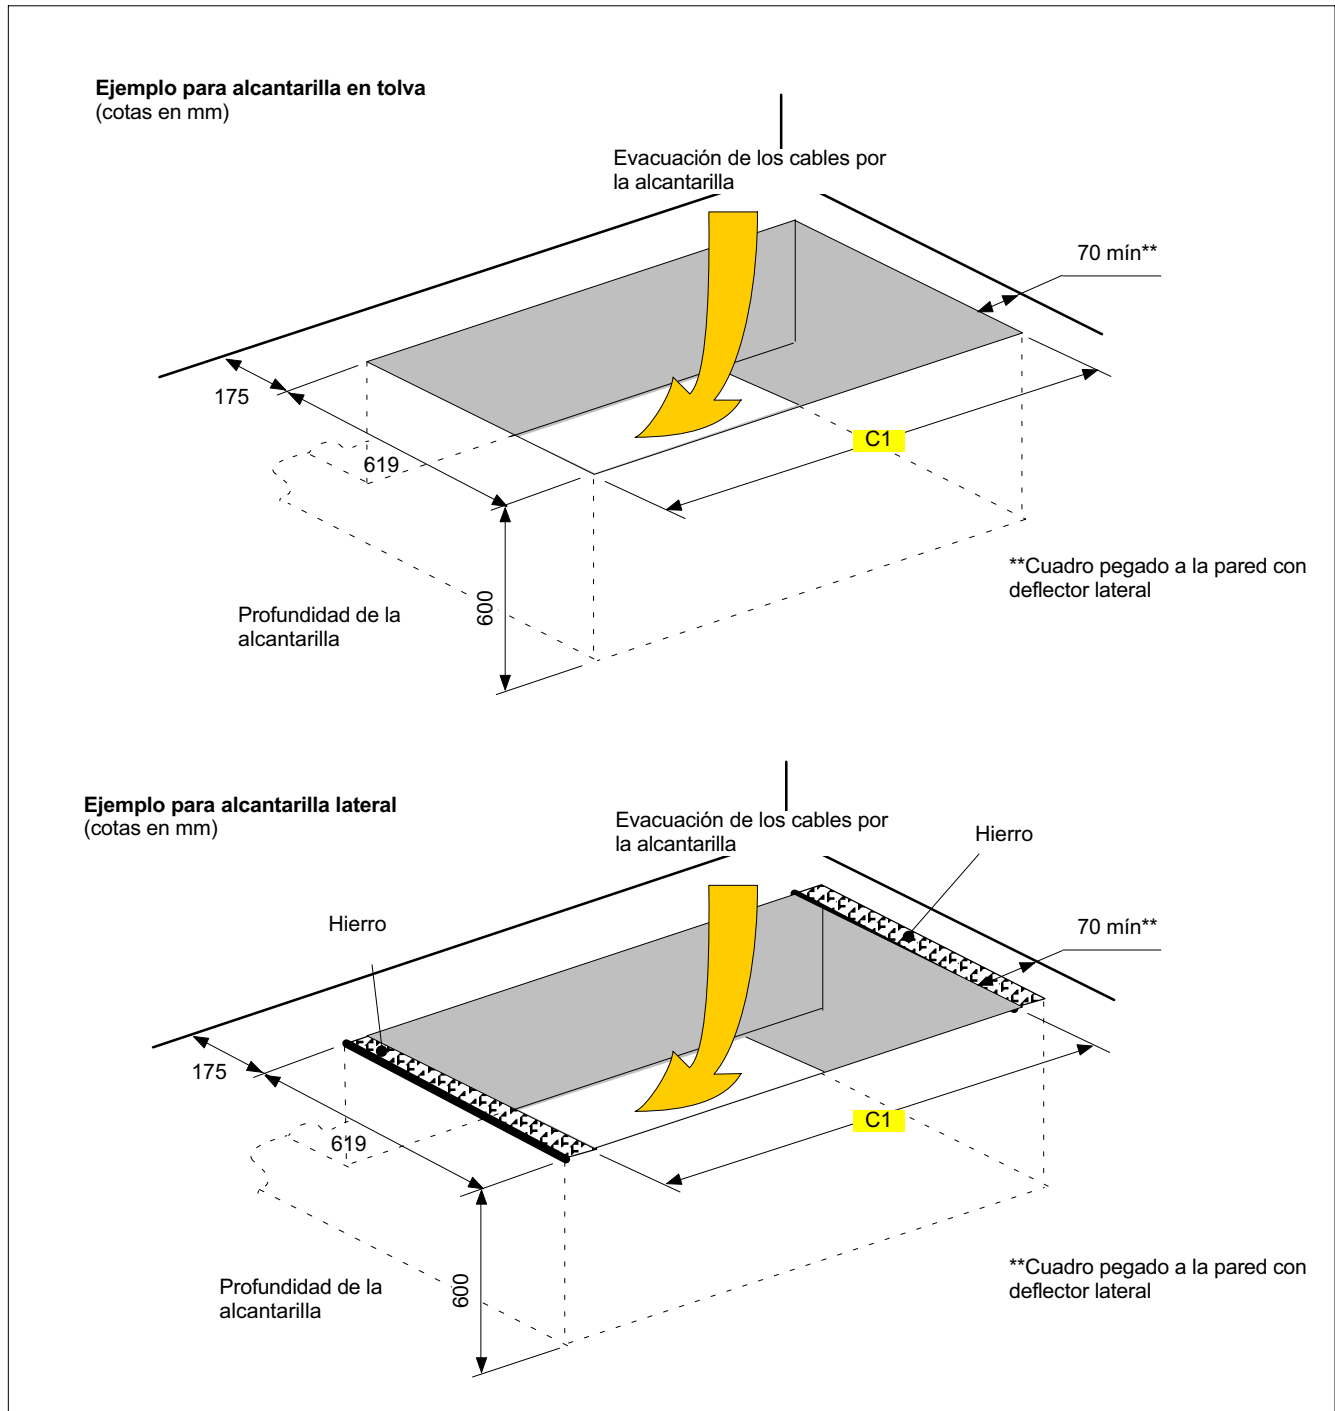 Ejemplo para alcantarilla en tolva
(cotas en mm)
Evacuación de los cables por
la alcantarilla
70 mín**
175
619
C1
600
Profundidad de la
alcantarilla
**Cuadro pegado a la pared con
deflector lateral
Ejemplo para alcantarilla lateral
(cotas en mm)
Evacuación de los cables por
la alcantarilla
Hierro
Hierro
70 mín**
175
619
C1
600
Profundidad de la
alcantarilla
**Cuadro pegado a la pared con
deflector lateral